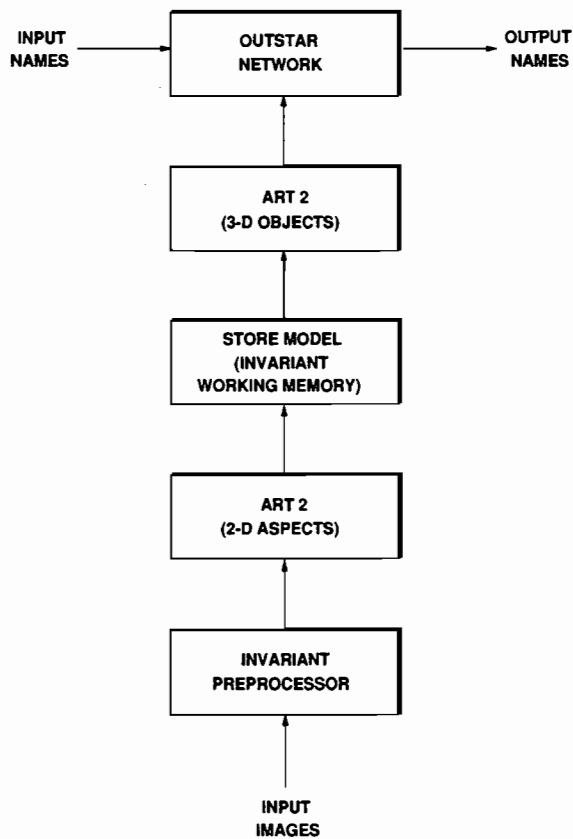 INPUT
NAMES
OUTSTAR
NETWORK
OUTPUT
NAMES
ART 2
(3-D OBJECTS)
STORE MODEL
(INVARIANT
WORKING MEMORY)
ART 2
(2-D ASPECTS)
INVARIANT
PREPROCESSOR
INPUT
IMAGES